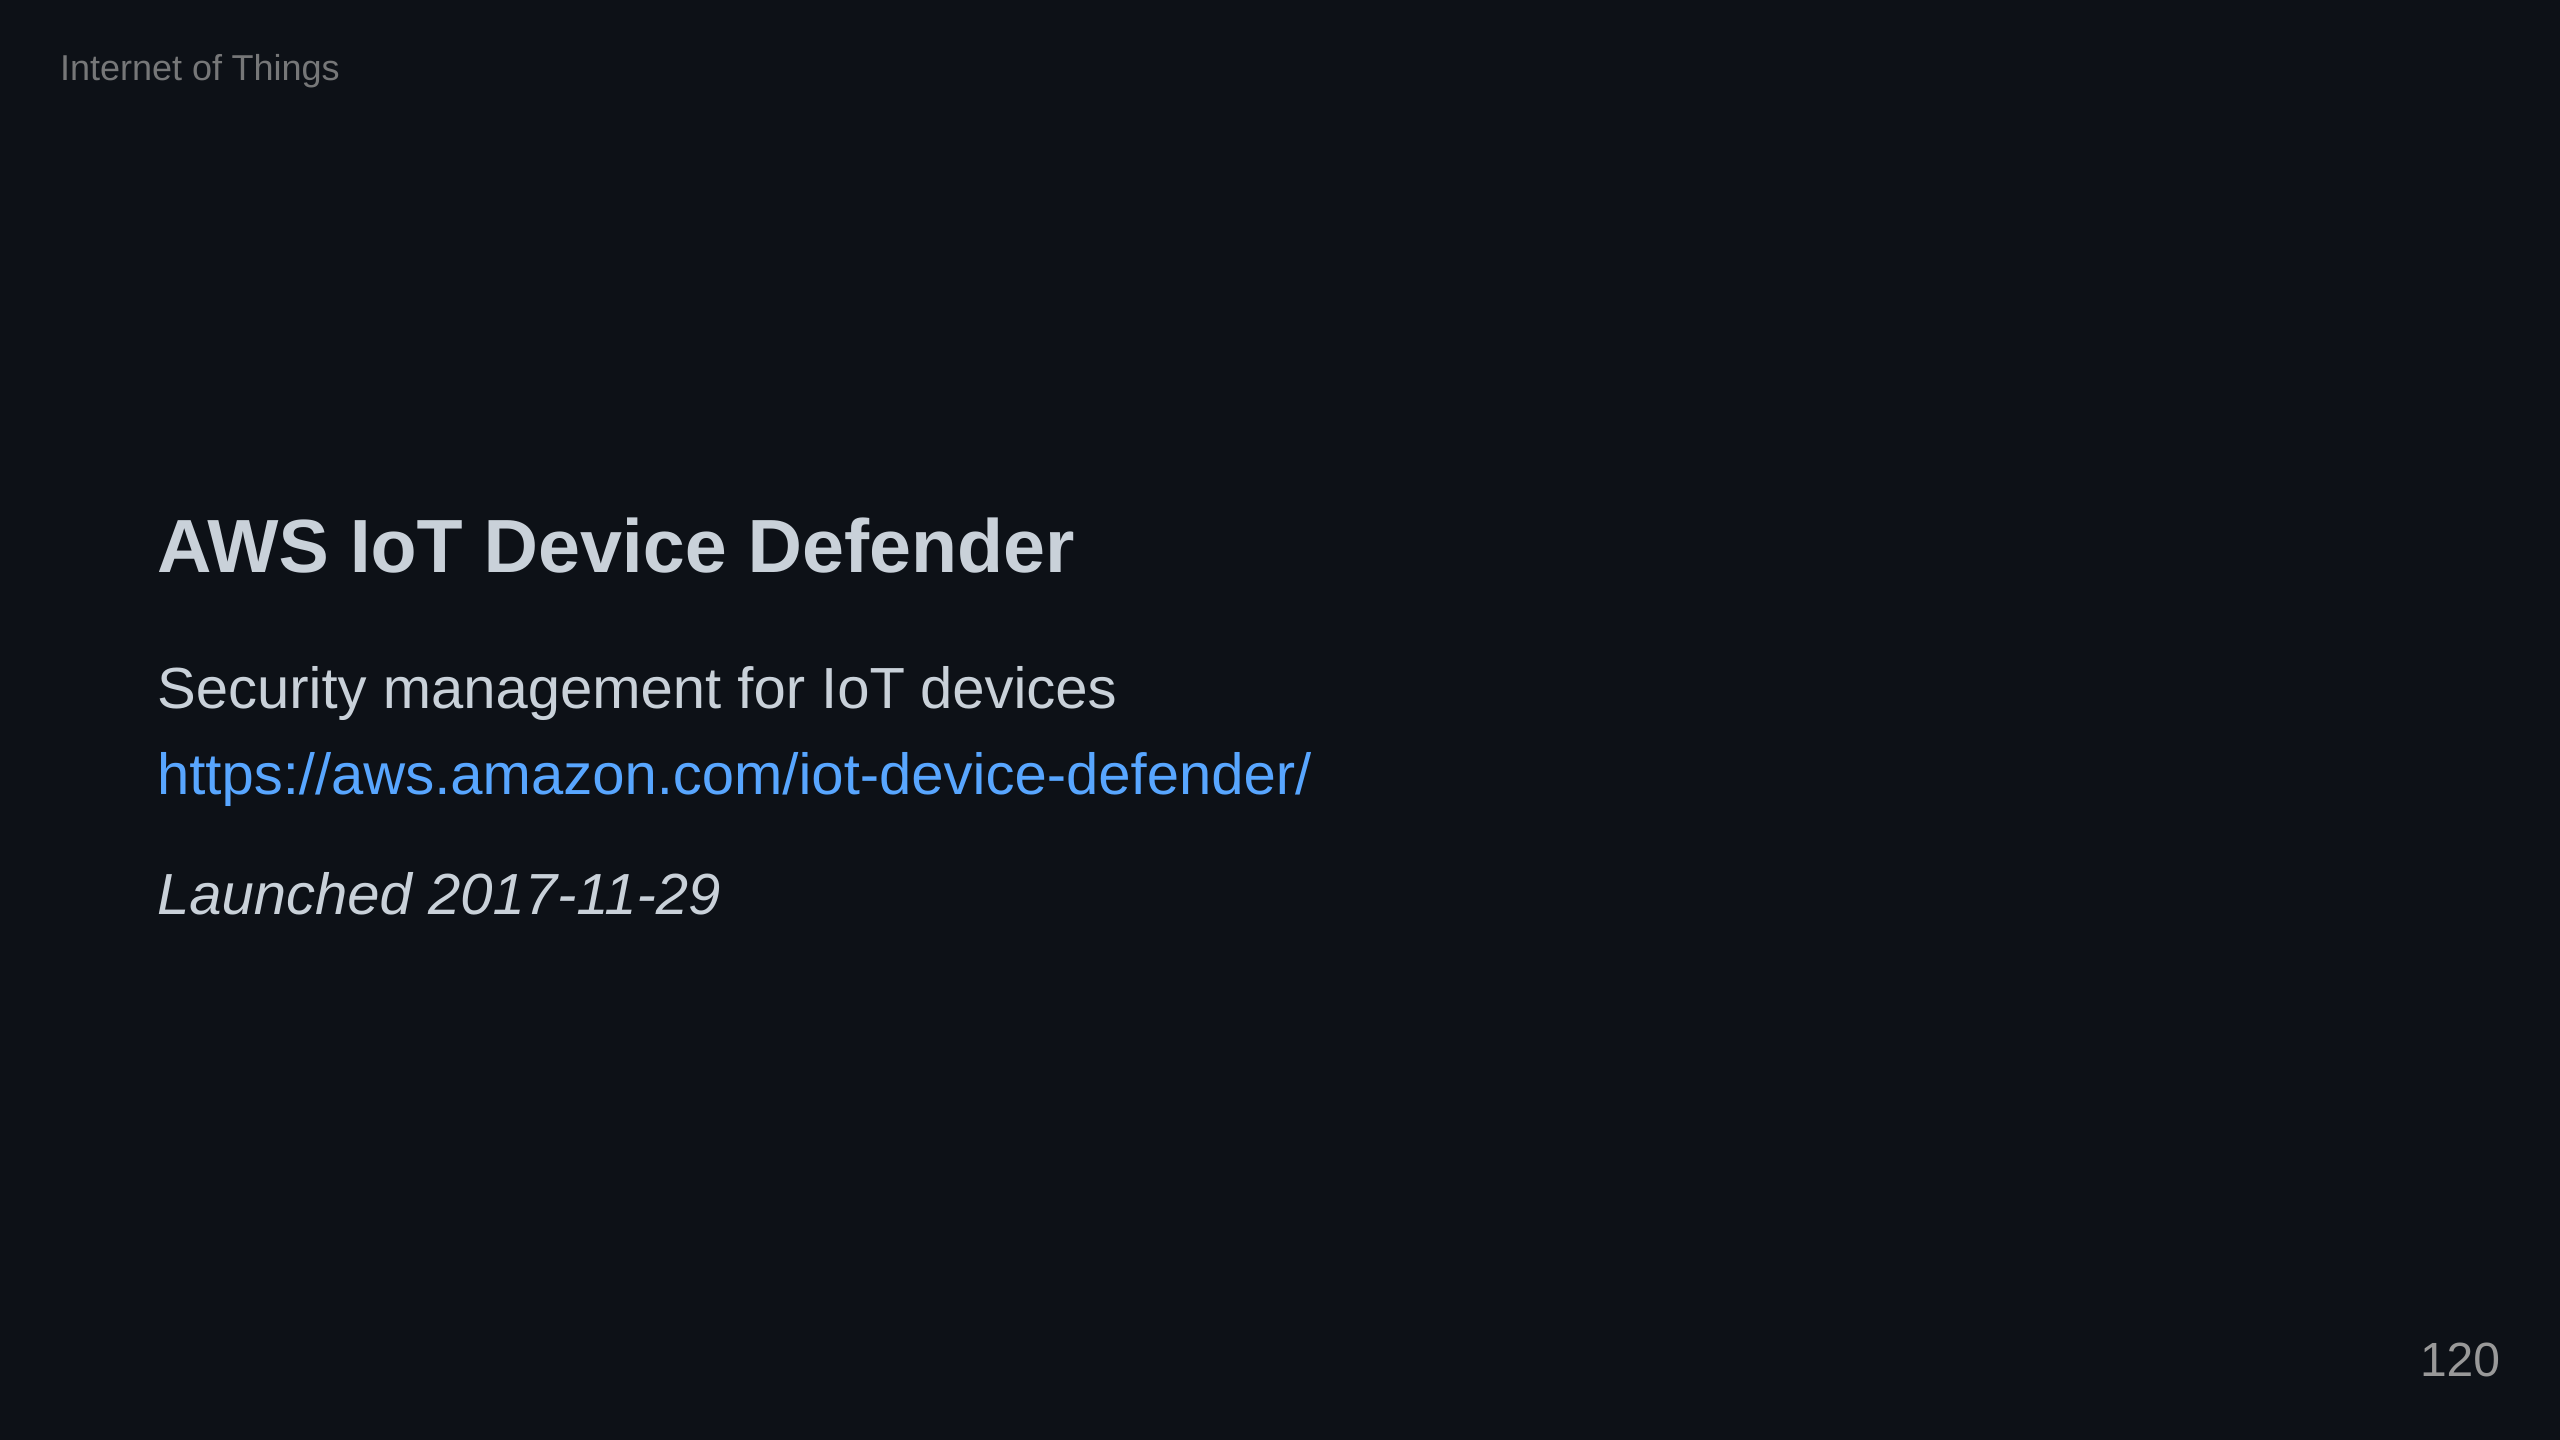 Internet of Things
AWS IoT Device Defender
Security management for IoT devices
https://aws.amazon.com/iot-device-defender/
Launched 2017-11-29
120